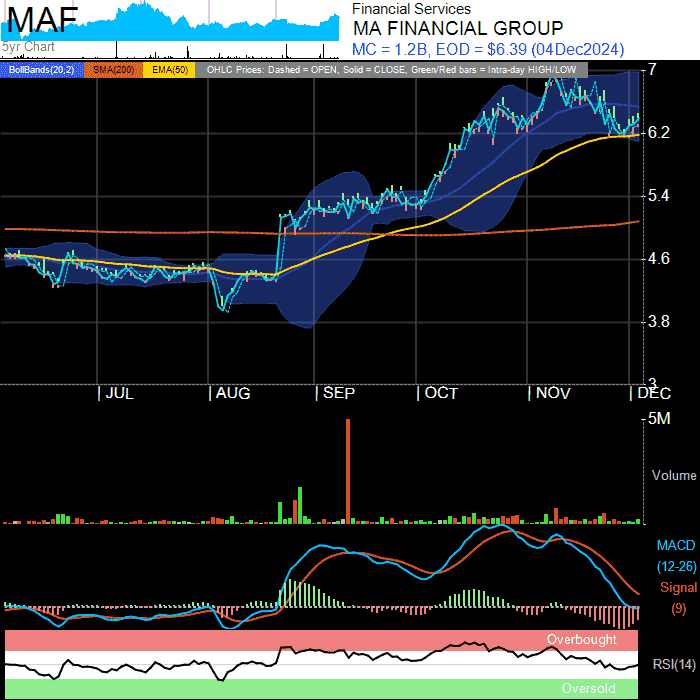 MAF
5yr Chart
Financial Services
MA FINANCIAL GROUP
MC = 1.2B, EOD = $6.39 (04Dec2024)
BollBands(20,2) SMA(200) EMA(50) OHLC Prices: Dashed = OPEN, Solid = CLOSE, Green/Red bars = Intra-day HIGH/LOW
7
6.2
5.4
4.6
3.8
3
JUL AUG SEP OCT NOV DEC
5M
Volume
MACD
(12-26)
Signal
(9)
Overbought
RSI(14)
Oversold